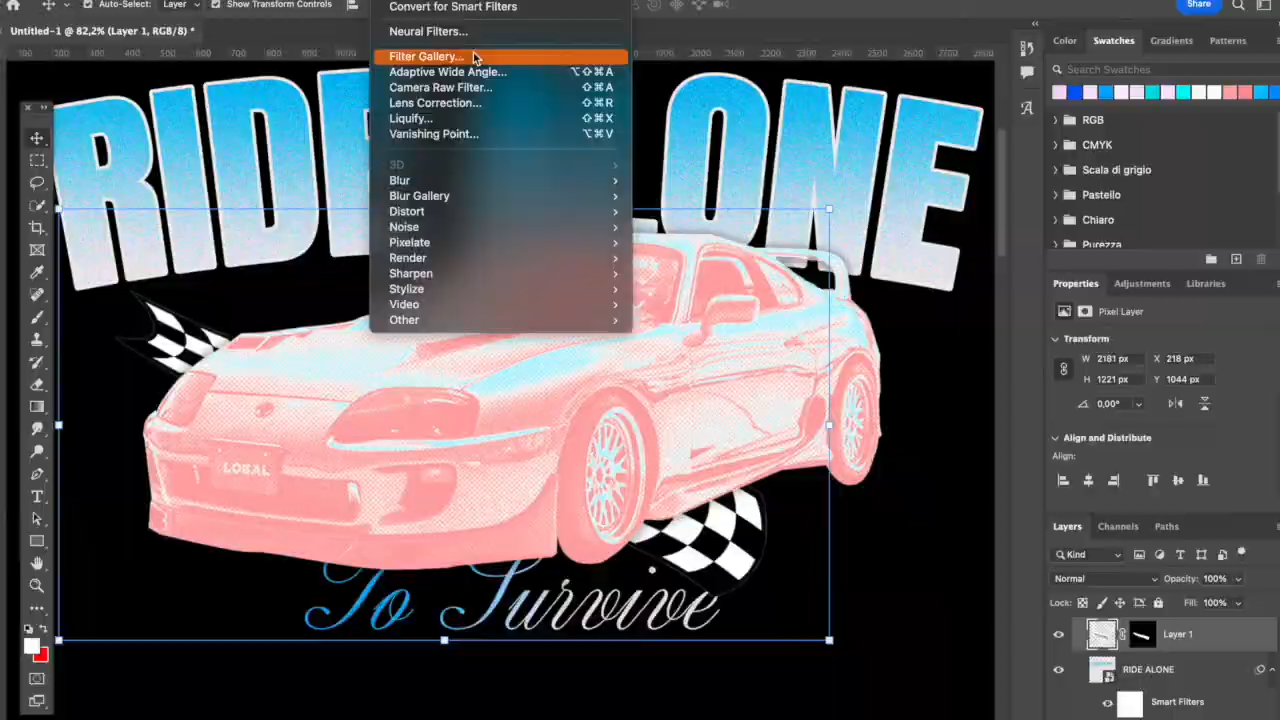 Auto-Select: Layer Show Transform Controls Share
Untitled-1 @ 82,2% (Layer 1, RGB/8) *
Convert for Smart Filters
Neural Filters...
Filter Gallery...
Adaptive Wide Angle... ⌥⇧⌘A
Camera Raw Filter... ⇧⌘A
Lens Correction... ⇧⌘R
Liquify... ⇧⌘X
Vanishing Point... ⌥⌘V
3D
Blur
Blur Gallery
Distort
Noise
Pixelate
Render
Sharpen
Stylize
Video
Other
RIDE ALONE
LOBAL
To Survive
Color Swatches Gradients Patterns
Search Swatches
RGB
CMYK
Scala di grigio
Pastello
Chiaro
Purezza
Properties Adjustments Libraries
Pixel Layer
Transform
W 2181 px X 218 px
H 1221 px Y 1044 px
0,00°
Align and Distribute
Align:
Layers Channels Paths
Kind
Normal Opacity: 100%
Lock: Fill: 100%
Layer 1
RIDE ALONE
Smart Filters